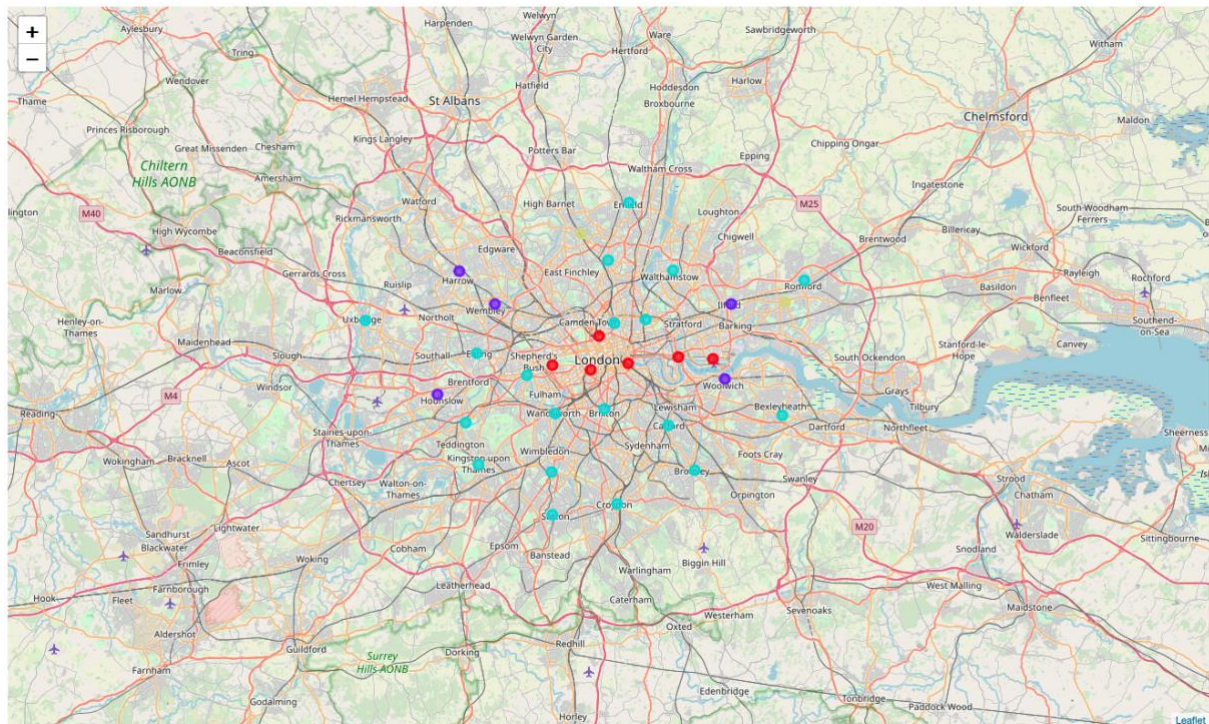 +
−
Aylesbury
Tring
Harpenden
Welwyn
Welwyn Garden
City
Ware
Hertford
Sawbridgeworth
Witham
Wendover
Thame
Hemel Hempstead
St Albans
Hatfield
Hoddesdon
Broxbourne
Harlow
Chelmsford
Maldon
Princes Risborough
Great Missenden
Chesham
Kings Langley
Potters Bar
Waltham Cross
Epping
Chipping Ongar
Chiltern
Hills AONB
Amersham
Watford
Ingatestone
M40
High Wycombe
Rickmansworth
High Barnet
Enfield
Loughton
M25
South Woodham
Ferrers
Beaconsfield
Edgware
Chigwell
Brentwood
Billericay
Wickford
Gerrards Cross
Ruislip
Harrow
East Finchley
Walthamstow
Romford
Rayleigh
Rochford
Marlow
Basildon
Benfleet
Henley-on-
Thames
Uxbridge
Northolt
Wembley
Camden Town
Stratford
Ilford
Barking
Southend-
on-Sea
Maidenhead
Slough
Southall
Ealing
Shepherd's
Bush
London
South Ockendon
Stanford-le-
Hope
Canvey
M4
Windsor
Brentford
Fulham
Woolwich
Grays
Tilbury
Reading
Hounslow
Wandsworth
Brixton
Lewisham
Catford
Bexleyheath
Dartford
Northfleet
Staines-upon-
Thames
Teddington
Sheerness
Wokingham
Bracknell
Ascot
Kingston upon
Thames
Wimbledon
Sydenham
Foots Cray
Chertsey
Walton-on-
Thames
Bromley
Swanley
Strood
Chatham
Orpington
Sutton
Croydon
Sandhurst
Blackwater
Lightwater
Frimley
Woking
Cobham
Epsom
Banstead
M20
Walderslade
Sittingbourne
Biggin Hill
Snodland
Hook
Fleet
Farnborough
Leatherhead
Warlingham
Caterham
West Malling
Westerham
Sevenoaks
Maidstone
Aldershot
Guildford
Oxted
Redhill
Farnham
Surrey
Hills AONB
Dorking
Edenbridge
Tonbridge
Godalming
Horley
Paddock Wood
Leaflet